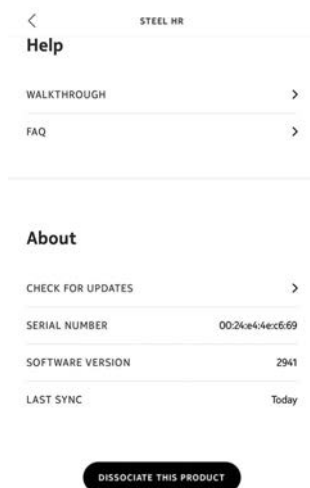 STEEL HR
Help
WALKTHROUGH
FAQ
About
CHECK FOR UPDATES
SERIAL NUMBER 00:24:e4:4e:c6:69
SOFTWARE VERSION 2941
LAST SYNC Today
DISSOCIATE THIS PRODUCT